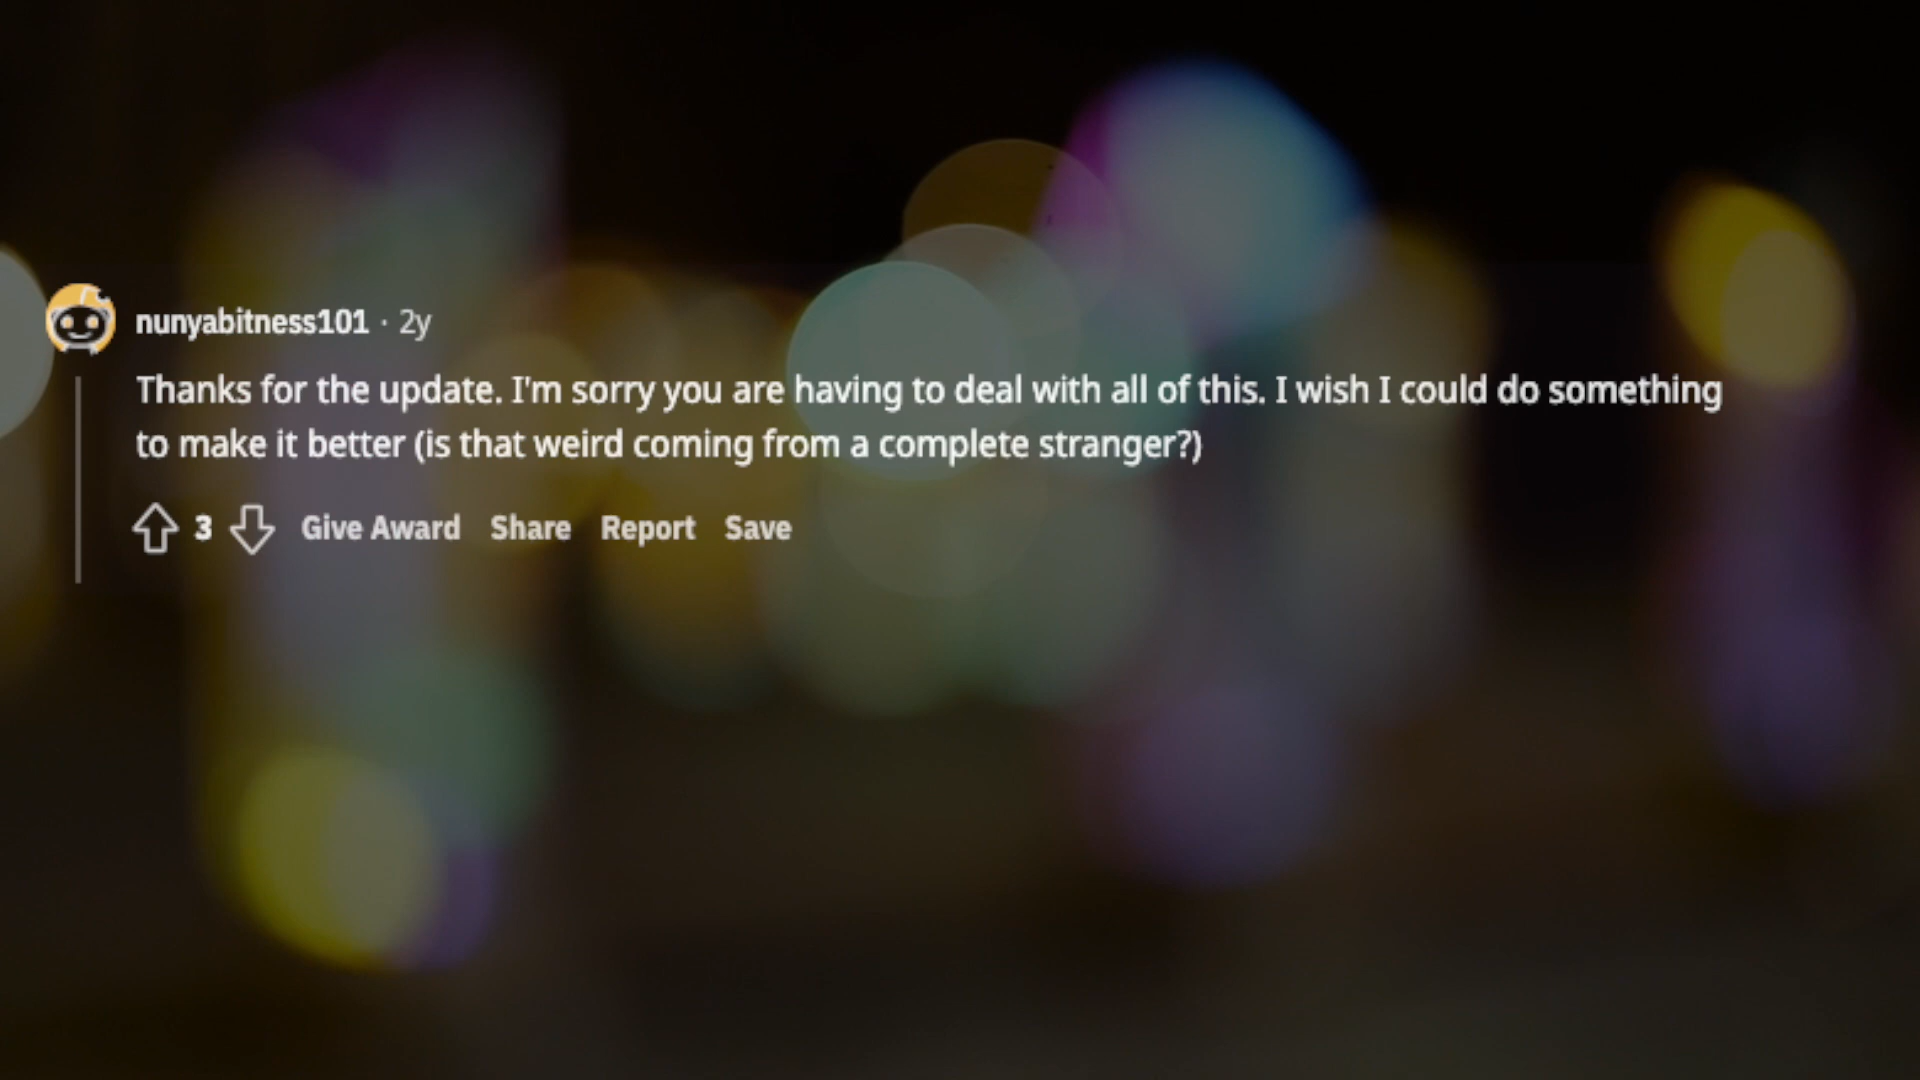 nunyabitness101 · 2y
Thanks for the update. I'm sorry you are having to deal with all of this. I wish I could do something
to make it better (is that weird coming from a complete stranger?)
3 Give Award Share Report Save